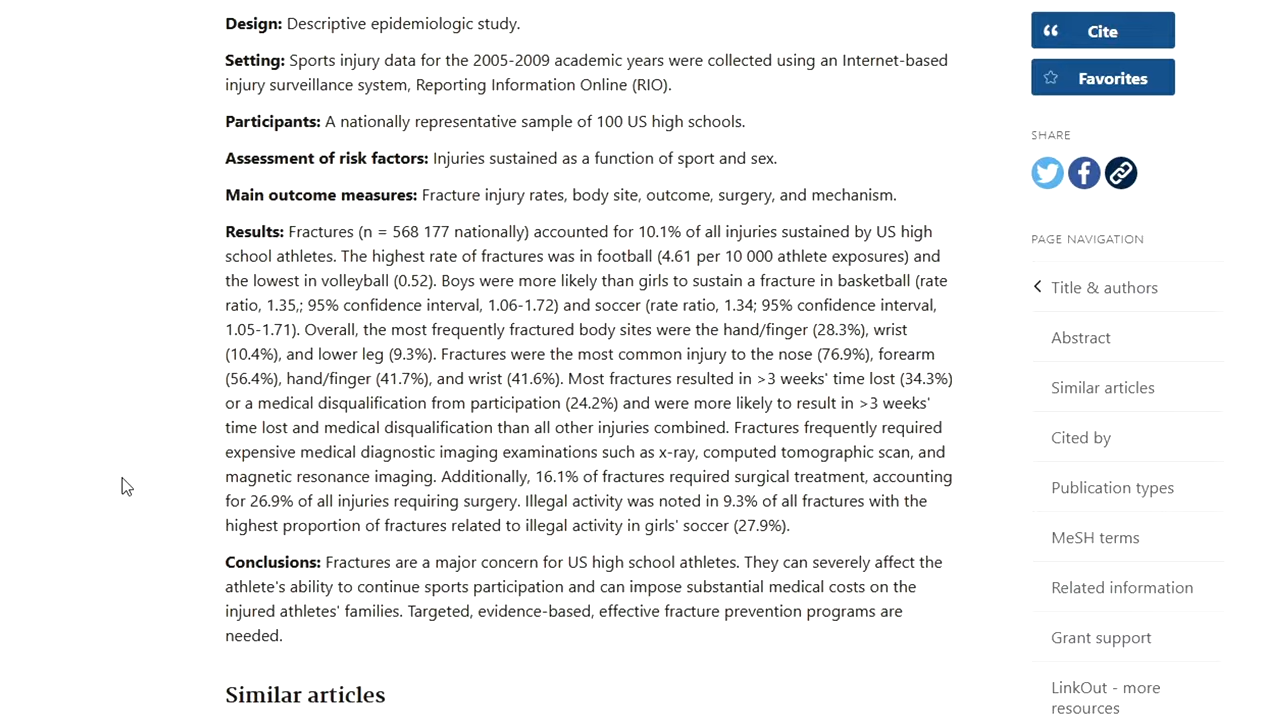 Design: Descriptive epidemiologic study.
Setting: Sports injury data for the 2005-2009 academic years were collected using an Internet-based
injury surveillance system, Reporting Information Online (RIO).
Participants: A nationally representative sample of 100 US high schools.
Assessment of risk factors: Injuries sustained as a function of sport and sex.
Main outcome measures: Fracture injury rates, body site, outcome, surgery, and mechanism.
Results: Fractures (n = 568 177 nationally) accounted for 10.1% of all injuries sustained by US high
school athletes. The highest rate of fractures was in football (4.61 per 10 000 athlete exposures) and
the lowest in volleyball (0.52). Boys were more likely than girls to sustain a fracture in basketball (rate
ratio, 1.35,; 95% confidence interval, 1.06-1.72) and soccer (rate ratio, 1.34; 95% confidence interval,
1.05-1.71). Overall, the most frequently fractured body sites were the hand/finger (28.3%), wrist
(10.4%), and lower leg (9.3%). Fractures were the most common injury to the nose (76.9%), forearm
(56.4%), hand/finger (41.7%), and wrist (41.6%). Most fractures resulted in >3 weeks' time lost (34.3%)
or a medical disqualification from participation (24.2%) and were more likely to result in >3 weeks'
time lost and medical disqualification than all other injuries combined. Fractures frequently required
expensive medical diagnostic imaging examinations such as x-ray, computed tomographic scan, and
magnetic resonance imaging. Additionally, 16.1% of fractures required surgical treatment, accounting
for 26.9% of all injuries requiring surgery. Illegal activity was noted in 9.3% of all fractures with the
highest proportion of fractures related to illegal activity in girls' soccer (27.9%).
Conclusions: Fractures are a major concern for US high school athletes. They can severely affect the
athlete's ability to continue sports participation and can impose substantial medical costs on the
injured athletes' families. Targeted, evidence-based, effective fracture prevention programs are
needed.
Similar articles
Cite
Favorites
SHARE
PAGE NAVIGATION
Title & authors
Abstract
Similar articles
Cited by
Publication types
MeSH terms
Related information
Grant support
LinkOut - more
resources